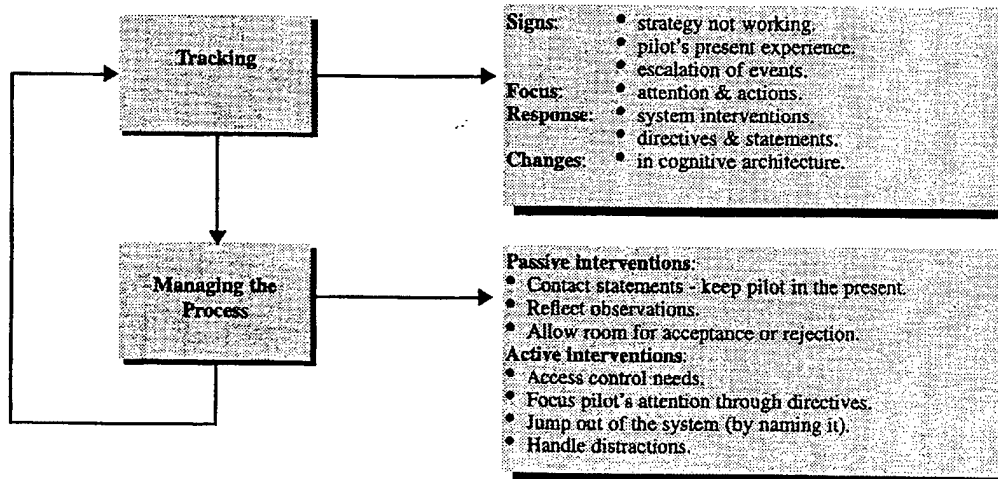 Tracking
Signs: • strategy not working.
• pilot's present experience.
• escalation of events.
Focus: • attention & actions.
Response: • system interventions.
• directives & statements.
Changes: • in cognitive architecture.
Managing the
Process
Passive Interventions:
• Contact statements - keep pilot in the present.
• Reflect observations.
• Allow room for acceptance or rejection.
Active Interventions:
• Access control needs.
• Focus pilot's attention through directives.
• Jump out of the system (by naming it).
• Handle distractions.